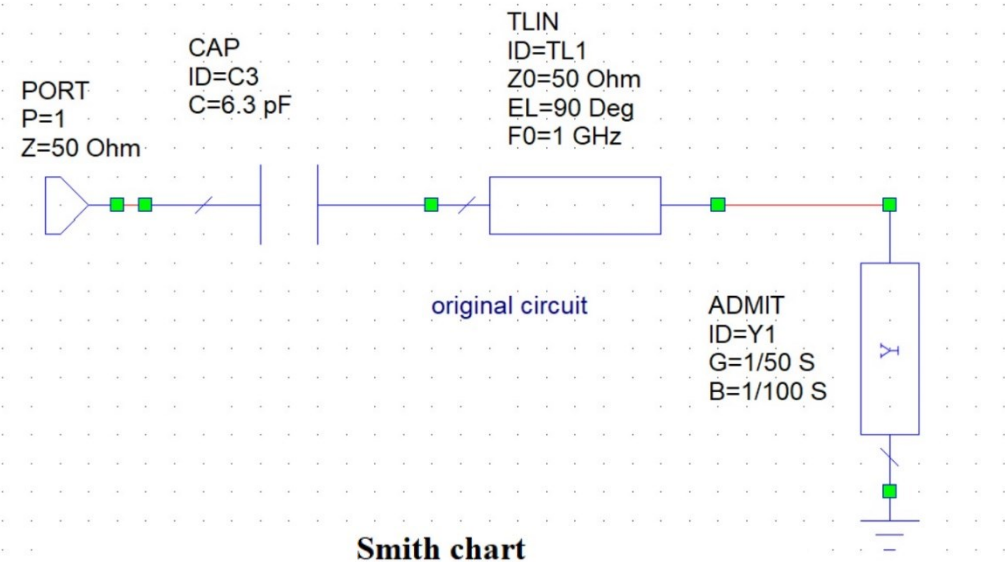 PORT
P=1
Z=50 Ohm
CAP
ID=C3
C=6.3 pF
TLIN
ID=TL1
Z0=50 Ohm
EL=90 Deg
F0=1 GHz
original circuit
ADMIT
ID=Y1
G=1/50 S
B=1/100 S
Y
Smith chart